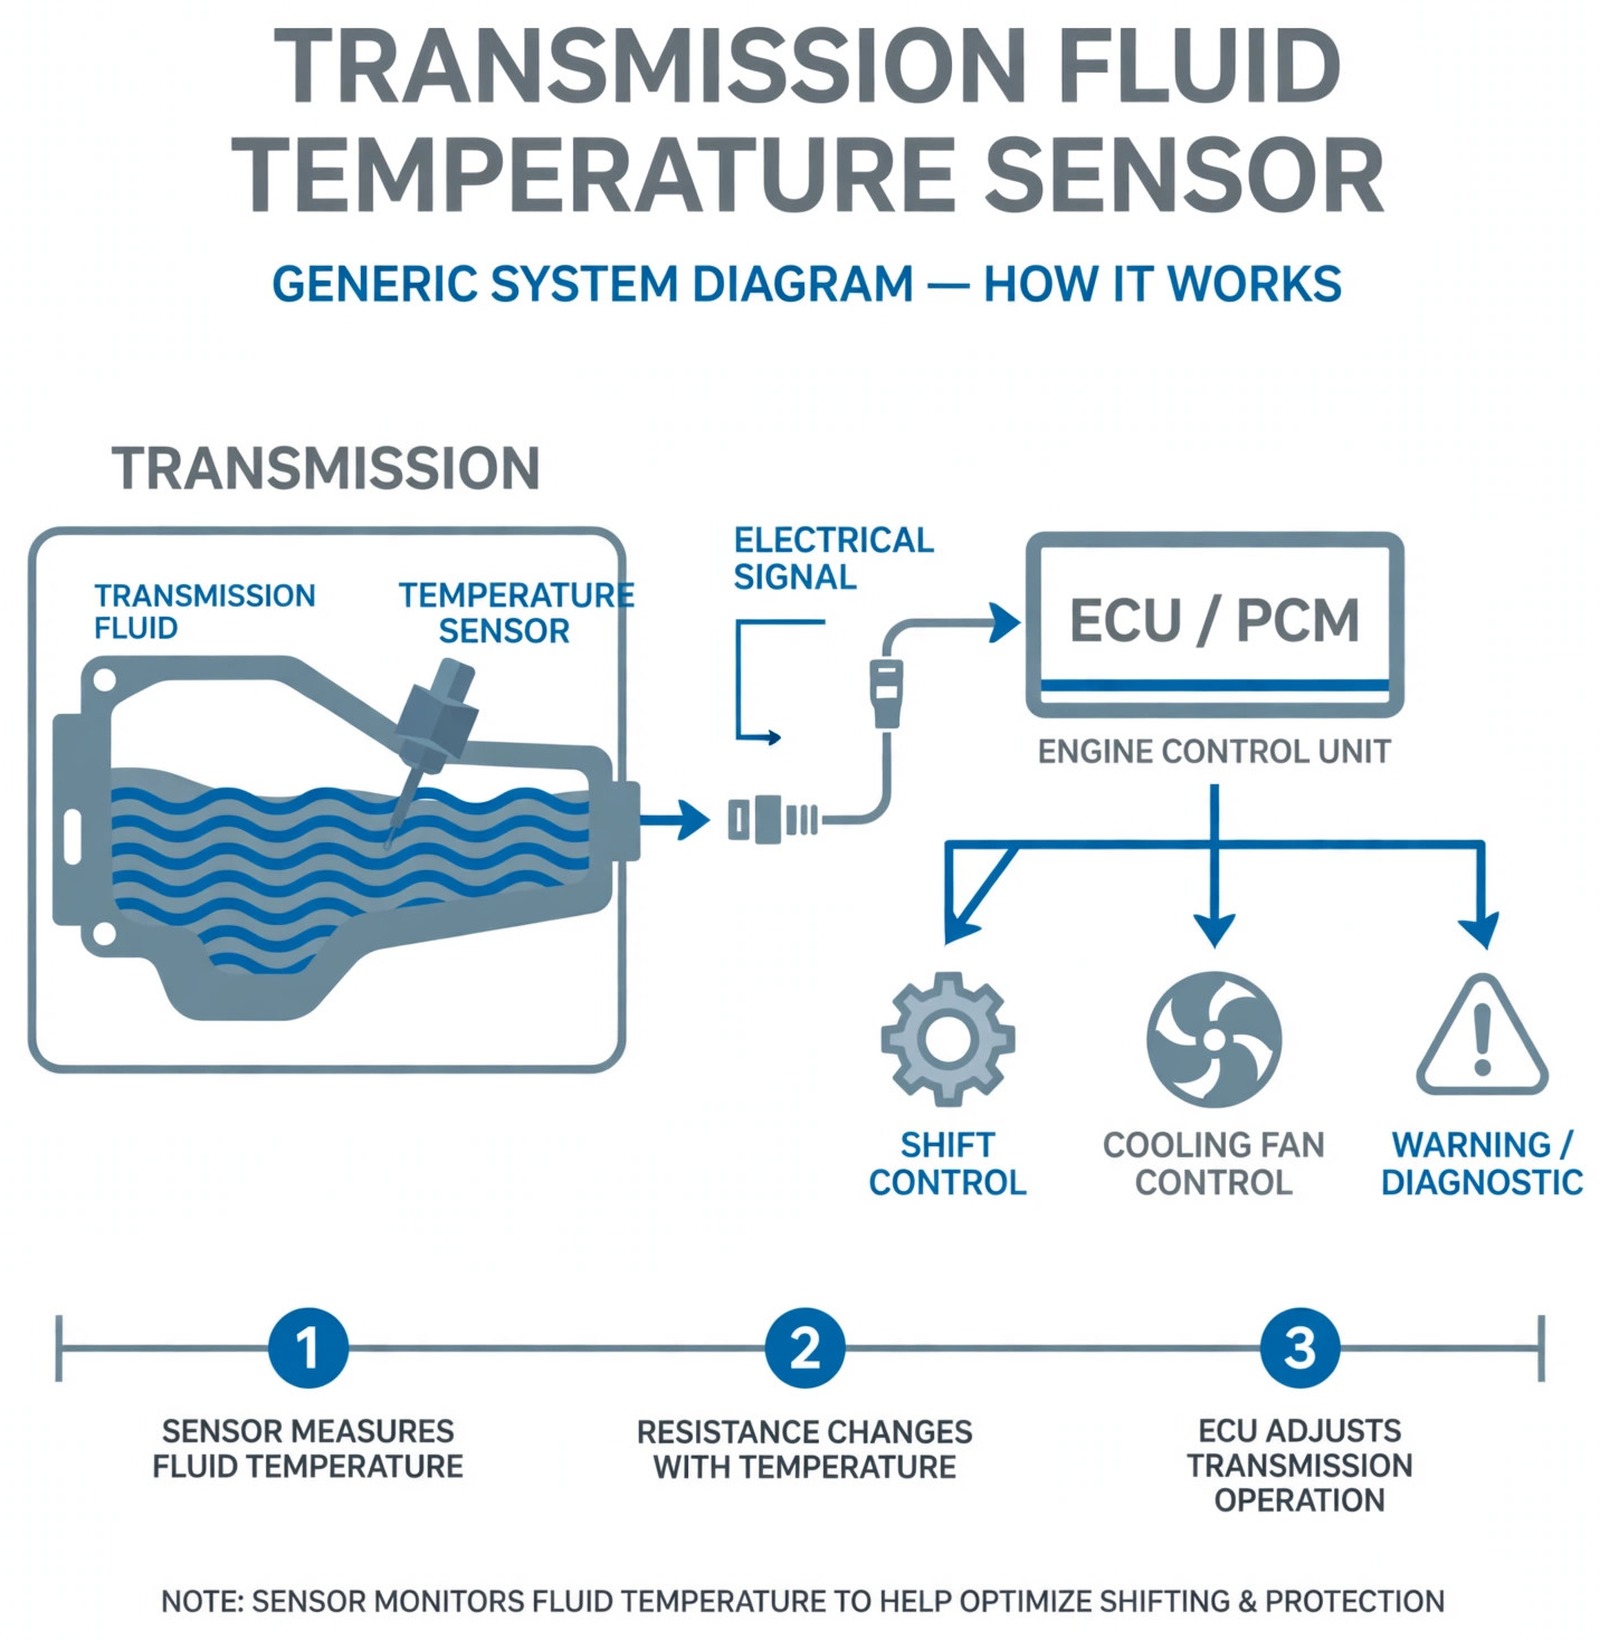 TRANSMISSION FLUID
TEMPERATURE SENSOR
GENERIC SYSTEM DIAGRAM — HOW IT WORKS
TRANSMISSION
TRANSMISSION
FLUID
TEMPERATURE
SENSOR
ELECTRICAL
SIGNAL
ECU / PCM
ENGINE CONTROL UNIT
SHIFT
CONTROL
COOLING FAN
CONTROL
WARNING /
DIAGNOSTIC
1
SENSOR MEASURES
FLUID TEMPERATURE
2
RESISTANCE CHANGES
WITH TEMPERATURE
3
ECU ADJUSTS
TRANSMISSION
OPERATION
NOTE: SENSOR MONITORS FLUID TEMPERATURE TO HELP OPTIMIZE SHIFTING & PROTECTION